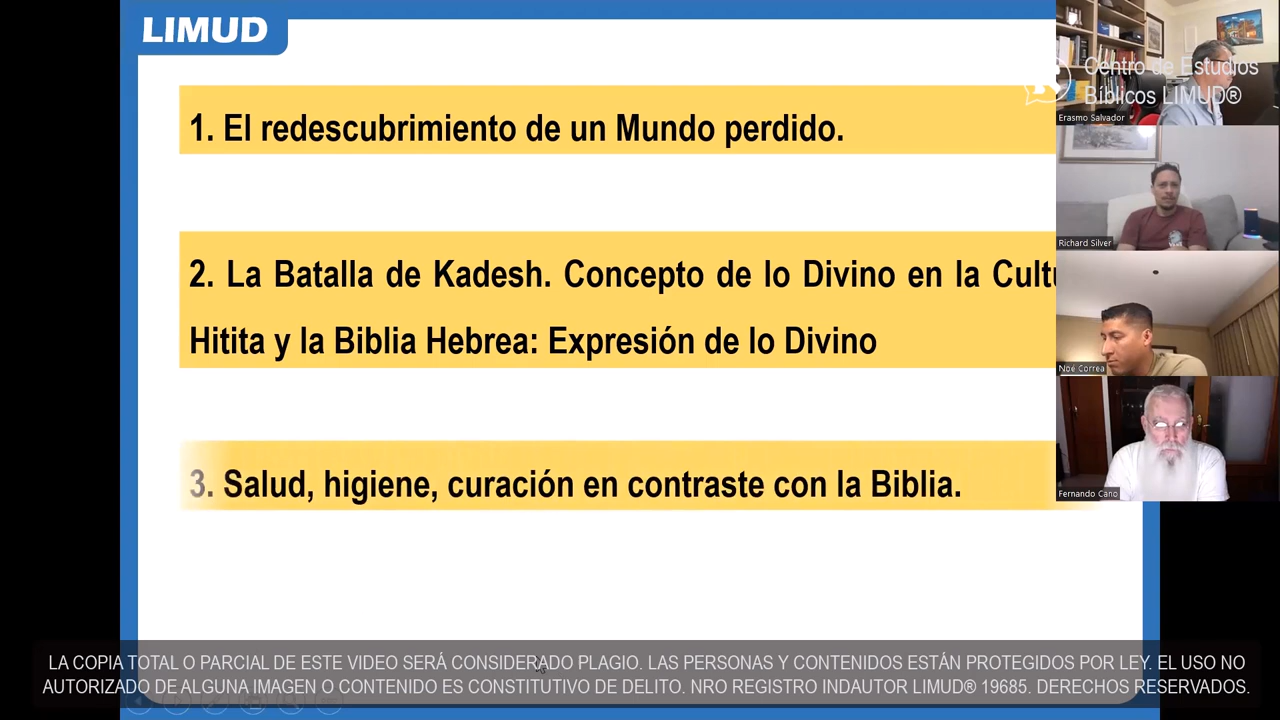 LIMUD
1. El redescubrimiento de un Mundo perdido.
2. La Batalla de Kadesh. Concepto de lo Divino en la Cultu
Hitita y la Biblia Hebrea: Expresión de lo Divino
3. Salud, higiene, curación en contraste con la Biblia.
Centro de Estudios
Bíblicos LIMUD®
Erasmo Salvador
Richard Silver
Noé Correa
Fernando Cano
LA COPIA TOTAL O PARCIAL DE ESTE VIDEO SERÁ CONSIDERADO PLAGIO. LAS PERSONAS Y CONTENIDOS ESTÁN PROTEGIDOS POR LEY. EL USO NO
AUTORIZADO DE ALGUNA IMAGEN O CONTENIDO ES CONSTITUTIVO DE DELITO. NRO REGISTRO INDAUTOR LIMUD® 19685. DERECHOS RESERVADOS.